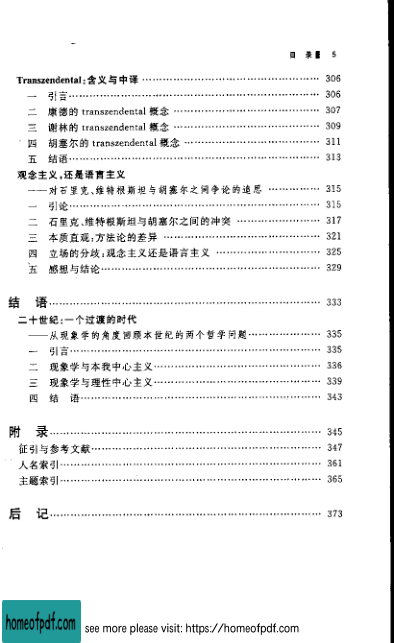 目 录 5
Transzendental:含义与中译 306
一 引言 306
二 康德的 transzendental 概念 307
三 谢林的 transzendental 概念 309
四 胡塞尔的 transzendental 概念 311
五 结语 313
观念主义,还是语言主义
——对石里克、维特根斯坦与胡塞尔之间争论的追思 315
一 引论 315
二 石里克、维特根斯坦与胡塞尔之间的冲突 317
三 本质直观:方法论的差异 321
四 立场的分歧:观念主义还是语言主义 325
五 感想与结论 329
结 语 333
二十世纪:一个过渡的时代
——从现象学的角度回顾本世纪的两个哲学问题 335
一 引言 335
二 现象学与本我中心主义 336
三 现象学与理性中心主义 339
四 结 语 343
附 录 345
征引与参考文献 347
人名索引 361
主题索引 365
后 记 373
homeofpdf.com see more please visit: https://homeofpdf.com